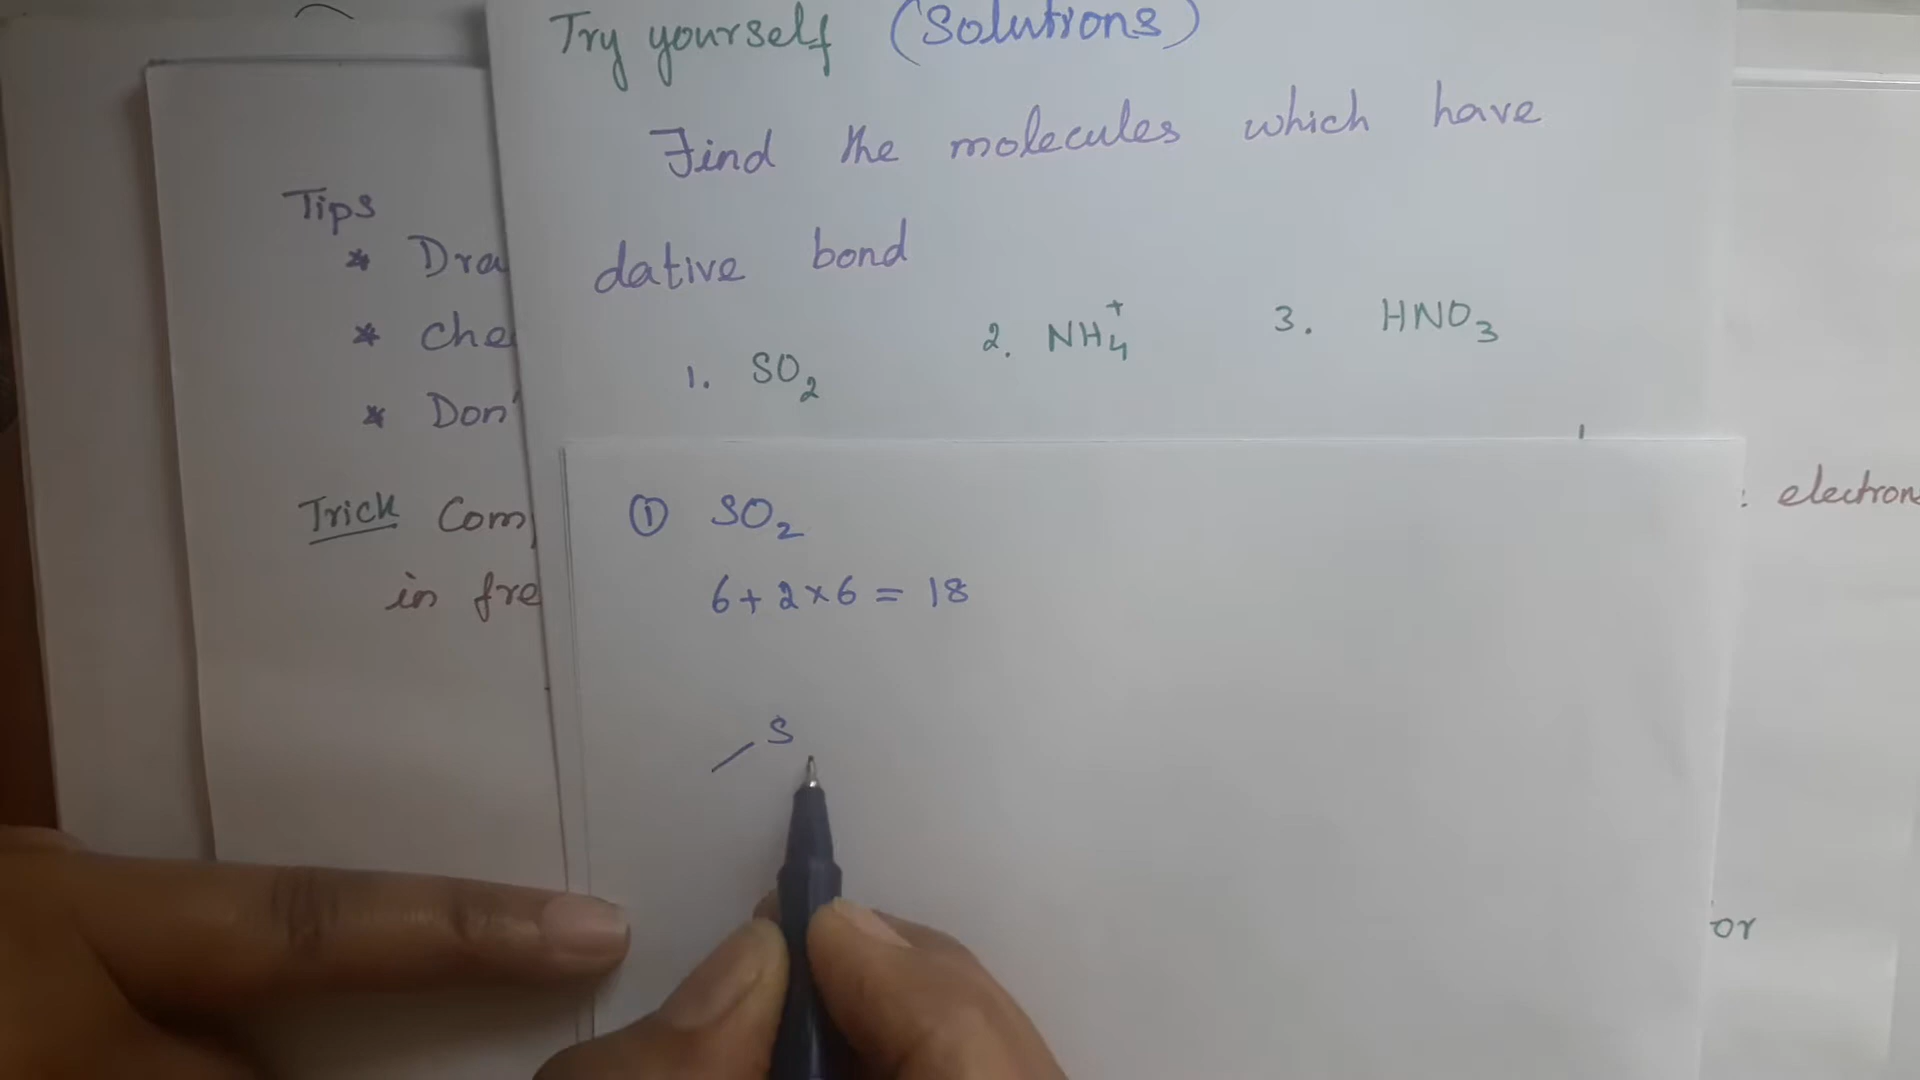 Try yourself (Solutions)
Find the molecules which have
dative bond
1. SO2
2. NH4+
3. HNO3
Tips
* Dra
* che
* Don'
Trick Com
in fre
① SO2
6+2×6 = 18
S
: electrons
or